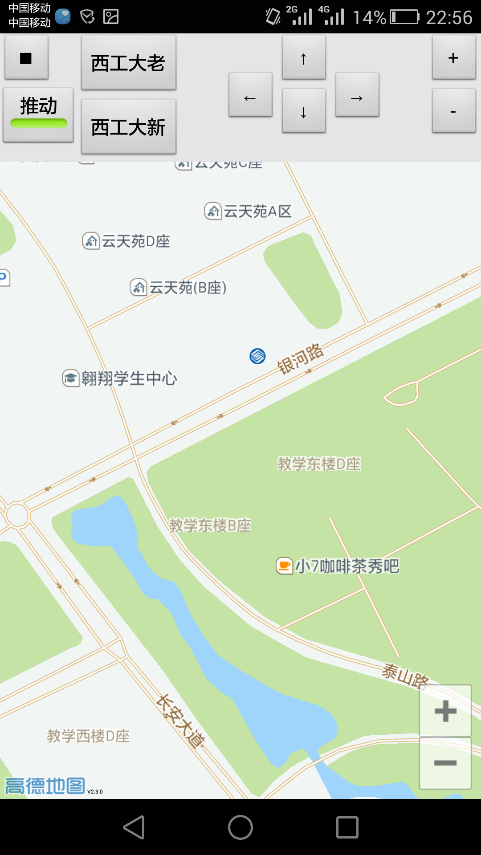 中国移动
中国移动
2G 4G 14% 22:56
西工大老
↑
+
←
→
推动
西工大新
↓
-
云天苑C座
云天苑A区
云天苑D座
P
云天苑(B座)
银河路
翱翔学生中心
教学东楼D座
教学东楼B座
小7咖啡茶秀吧
泰山路
+
长安大道
教学西楼D座
高德地图 V2.3.0